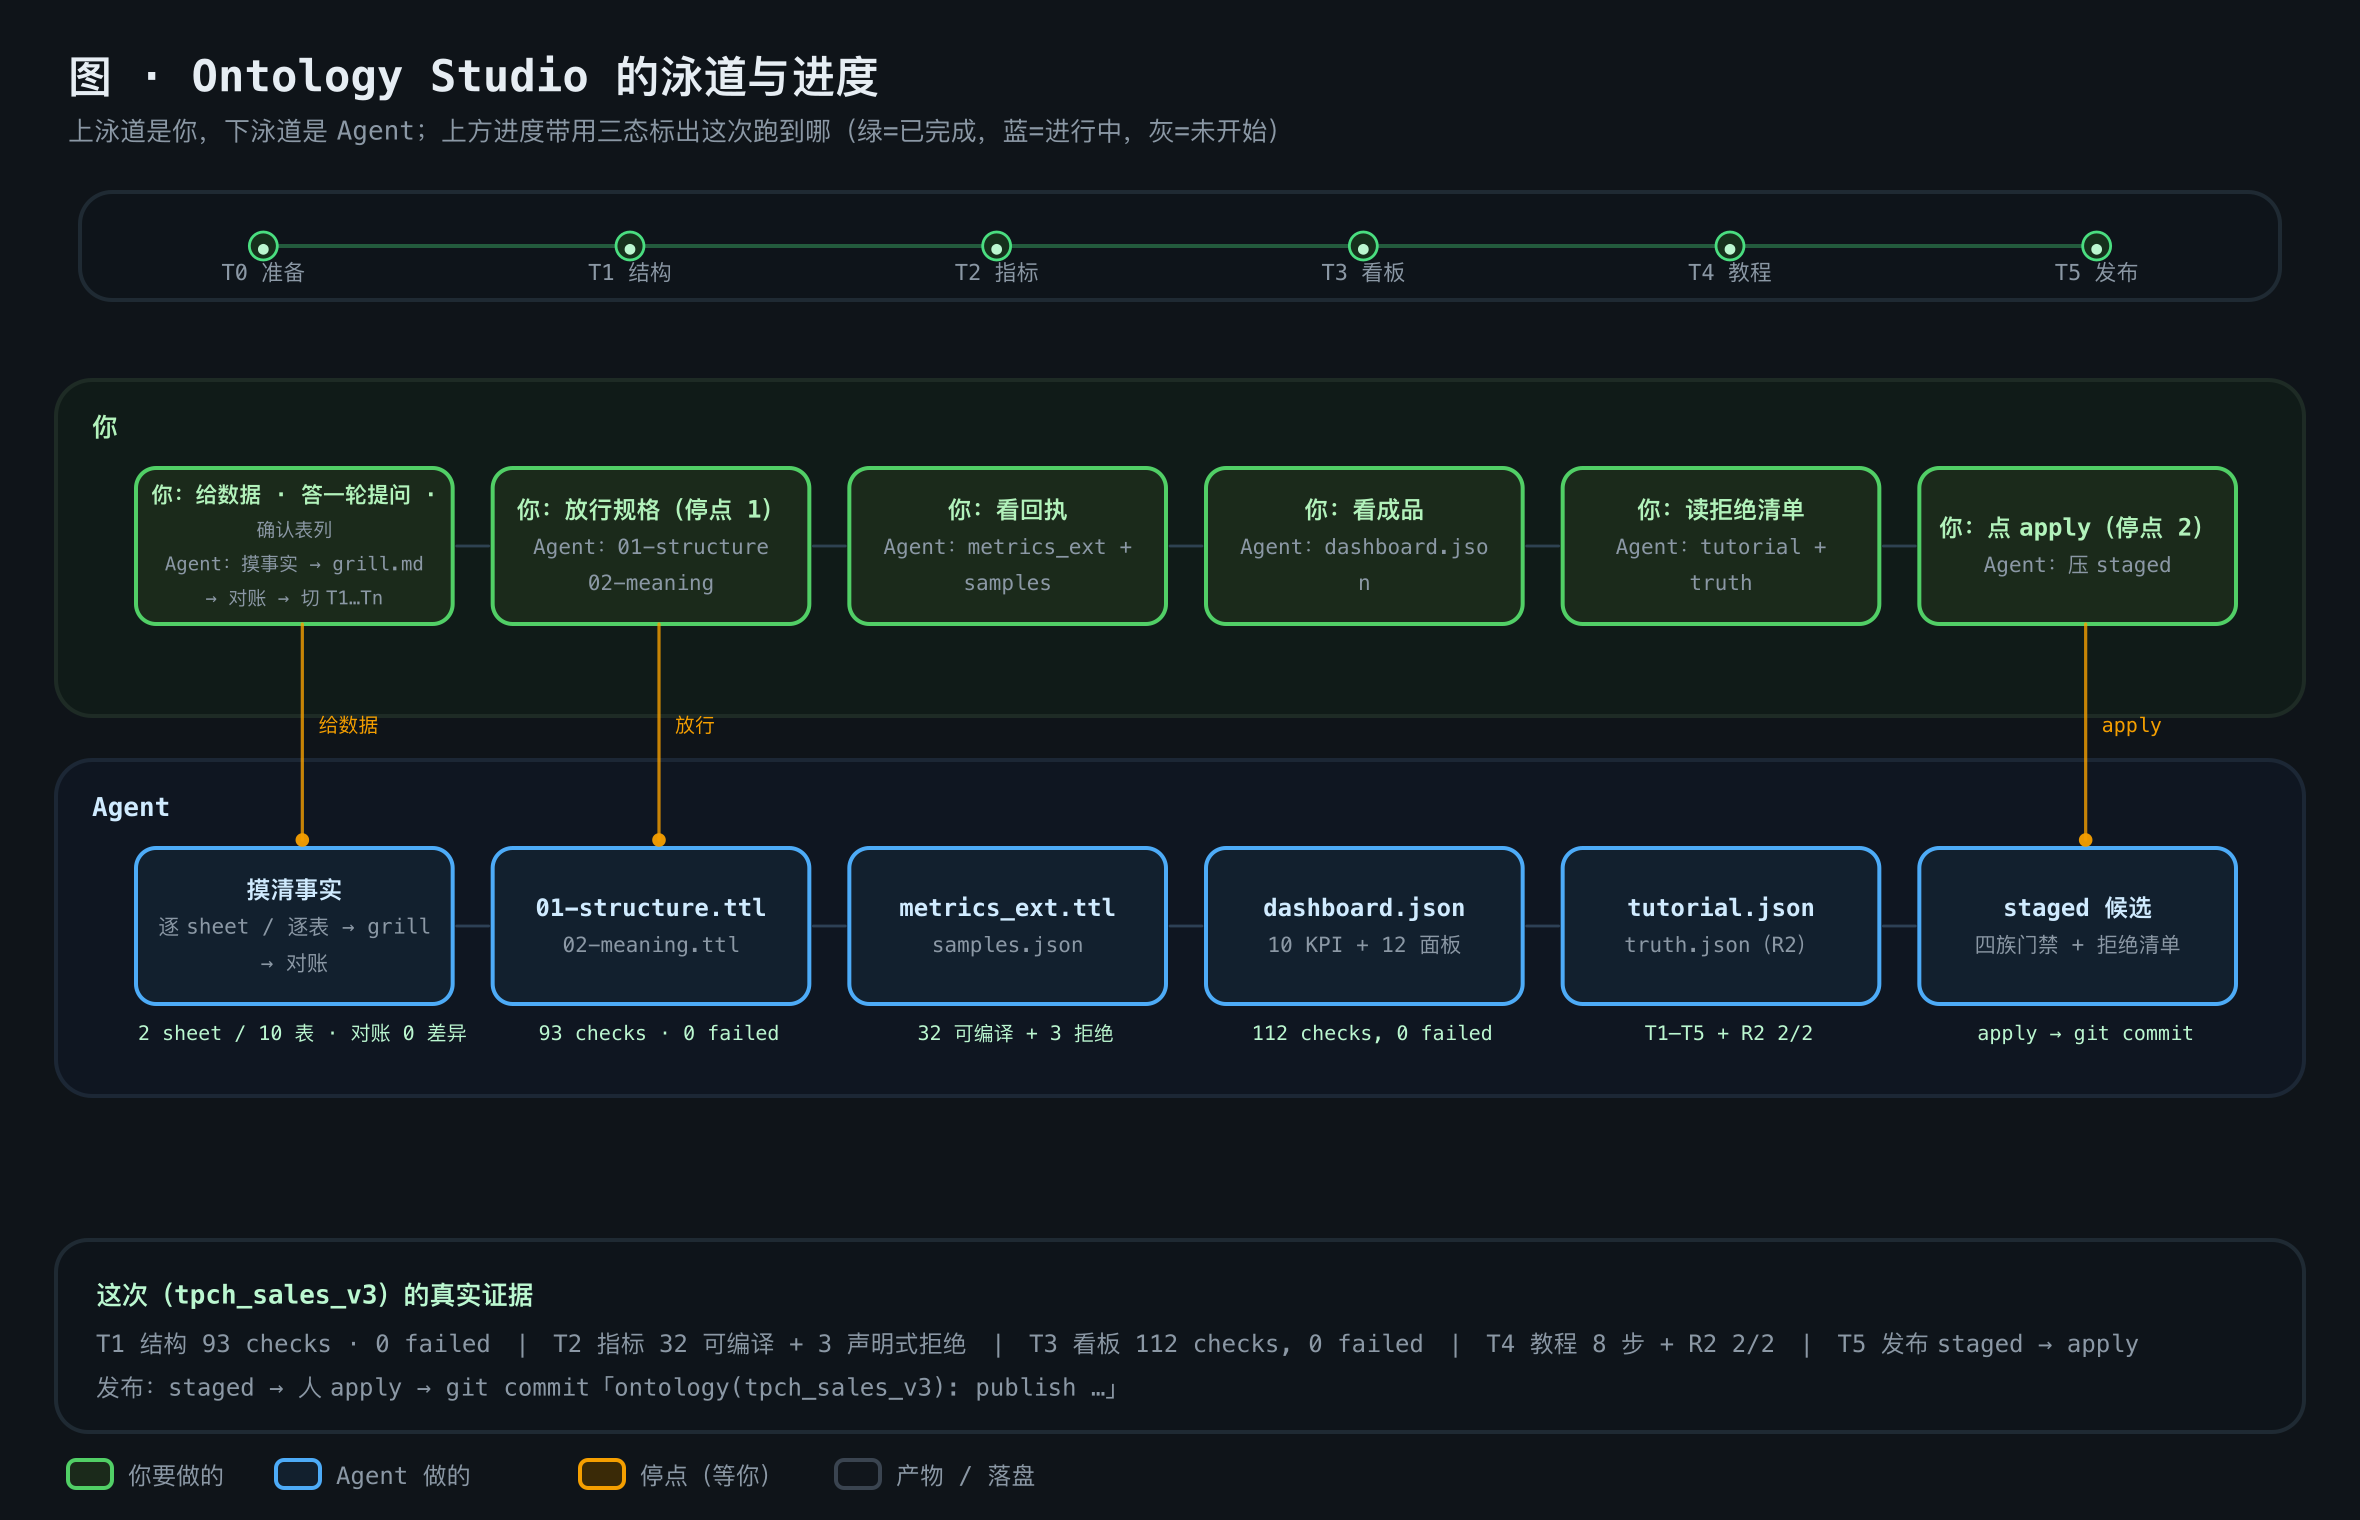 图 · Ontology Studio 的泳道与进度
上泳道是你，下泳道是 Agent；上方进度带用三态标出这次跑到哪（绿=已完成，蓝=进行中，灰=未开始）
T0 准备
T1 结构
T2 指标
T3 看板
T4 教程
T5 发布
你
你：给数据 · 答一轮提问 ·
确认表列
Agent：摸事实 → grill.md
→ 对账 → 切 T1…Tn
你：放行规格（停点 1）
Agent：01-structure
02-meaning
你：看回执
Agent：metrics_ext +
samples
你：看成品
Agent：dashboard.jso
n
你：读拒绝清单
Agent：tutorial +
truth
你：点 apply（停点 2）
Agent：压 staged
给数据
放行
apply
Agent
摸清事实
逐 sheet / 逐表 → grill
→ 对账
01-structure.ttl
02-meaning.ttl
metrics_ext.ttl
samples.json
dashboard.json
10 KPI + 12 面板
tutorial.json
truth.json（R2）
staged 候选
四族门禁 + 拒绝清单
2 sheet / 10 表 · 对账 0 差异
93 checks · 0 failed
32 可编译 + 3 拒绝
112 checks, 0 failed
T1–T5 + R2 2/2
apply → git commit
这次（tpch_sales_v3）的真实证据
T1 结构 93 checks · 0 failed | T2 指标 32 可编译 + 3 声明式拒绝 | T3 看板 112 checks, 0 failed | T4 教程 8 步 + R2 2/2 | T5 发布 staged → apply
发布：staged → 人 apply → git commit「ontology(tpch_sales_v3): publish …」
你要做的
Agent 做的
停点（等你）
产物 / 落盘